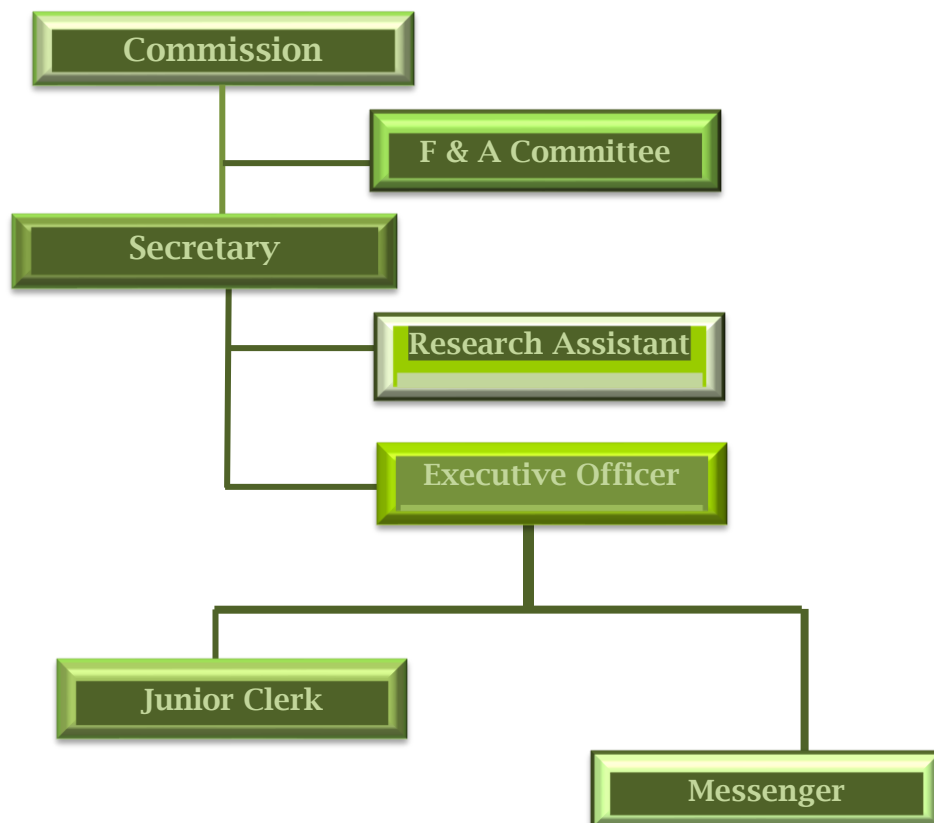 Commission
F & A Committee
Secretary
Research Assistant
Executive Officer
Junior Clerk
Messenger